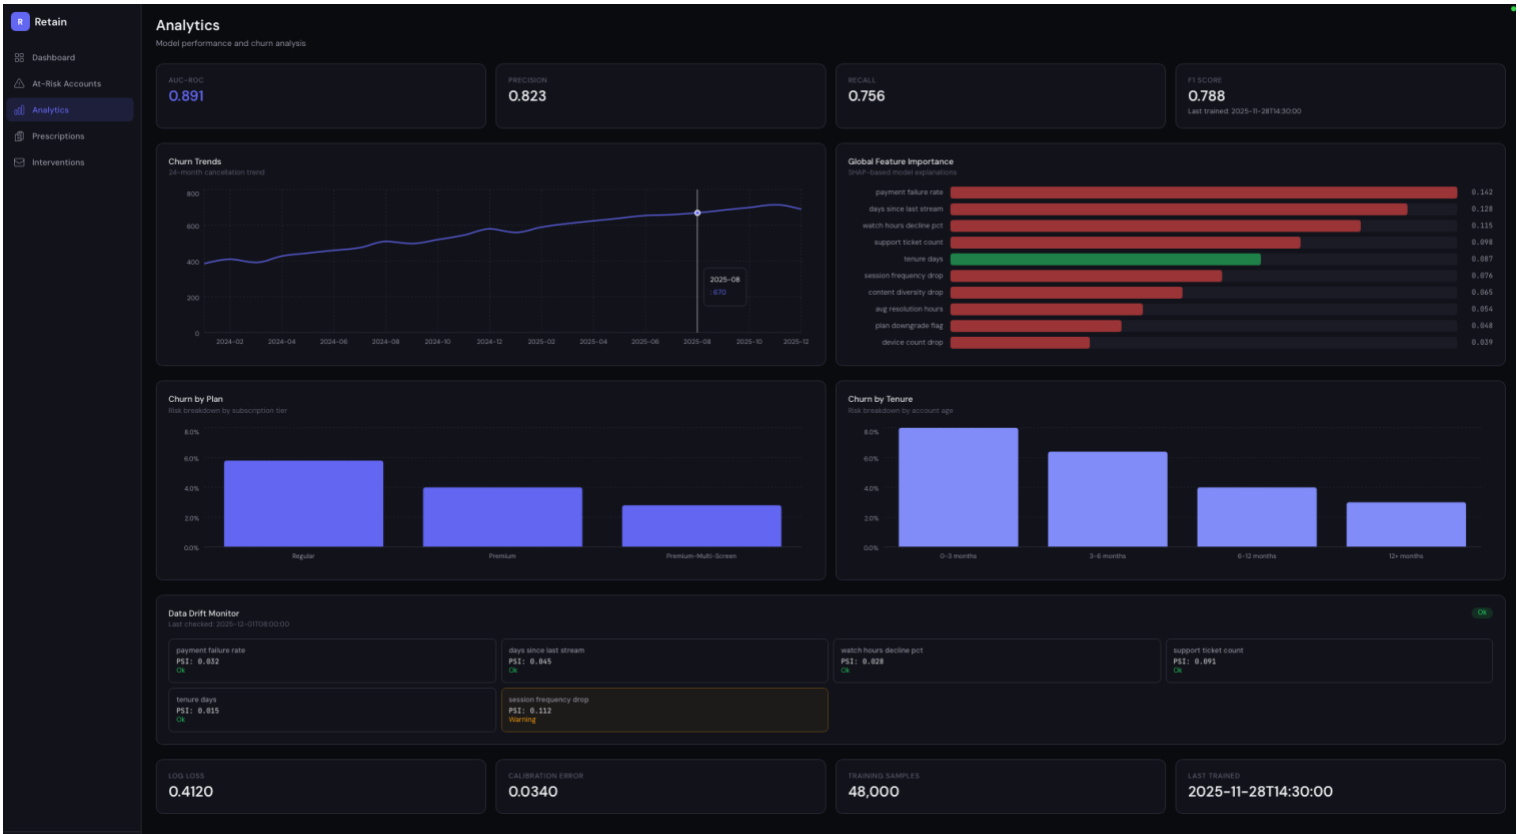 R Retain
Dashboard
At-Risk Accounts
Analytics
Prescriptions
Interventions
Analytics
Model performance and churn analysis
AUC-ROC
0.891
PRECISION
0.823
RECALL
0.756
F1 SCORE
0.788
Last trained: 2025-11-28T14:30:00
Churn Trends
24-month cancellation trend
800
600
400
200
0
2024-02 2024-04 2024-06 2024-08 2024-10 2024-12 2025-02 2025-04 2025-06 2025-08 2025-10 2025-12
2025-08
: 670
Global Feature Importance
SHAP-based model explanations
payment failure rate 0.142
days since last stream 0.128
watch hours decline pct 0.115
support ticket count 0.098
tenure days 0.087
session frequency drop 0.076
content diversity drop 0.065
avg resolution hours 0.054
plan downgrade flag 0.048
device count drop 0.039
Churn by Plan
Risk breakdown by subscription tier
8.0%
6.0%
4.0%
2.0%
0.0%
Regular Premium Premium-Multi-Screen
Churn by Tenure
Risk breakdown by account age
8.0%
6.0%
4.0%
2.0%
0.0%
0-3 months 3-6 months 6-12 months 12+ months
Data Drift Monitor
Ok
Last checked: 2025-12-01T08:00:00
payment failure rate
PSI: 0.032
Ok
days since last stream
PSI: 0.045
Ok
watch hours decline pct
PSI: 0.028
Ok
support ticket count
PSI: 0.091
Ok
tenure days
PSI: 0.015
Ok
session frequency drop
PSI: 0.112
Warning
LOG LOSS
0.4120
CALIBRATION ERROR
0.0340
TRAINING SAMPLES
48,000
LAST TRAINED
2025-11-28T14:30:00